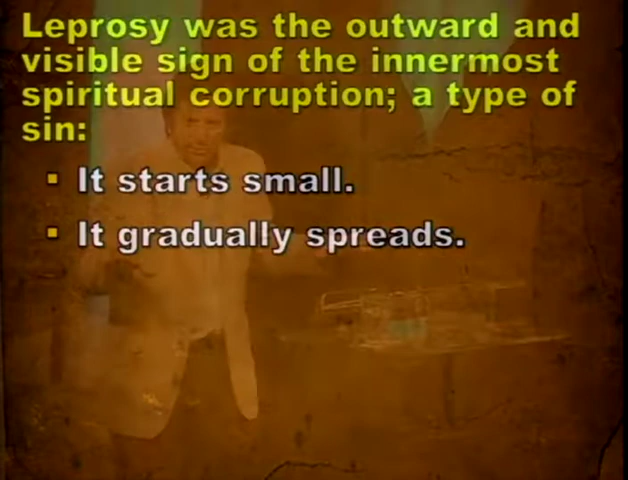 Leprosy was the outward and
visible sign of the innermost
spiritual corruption; a type of
sin:
▪ It starts small.
▪ It gradually spreads.